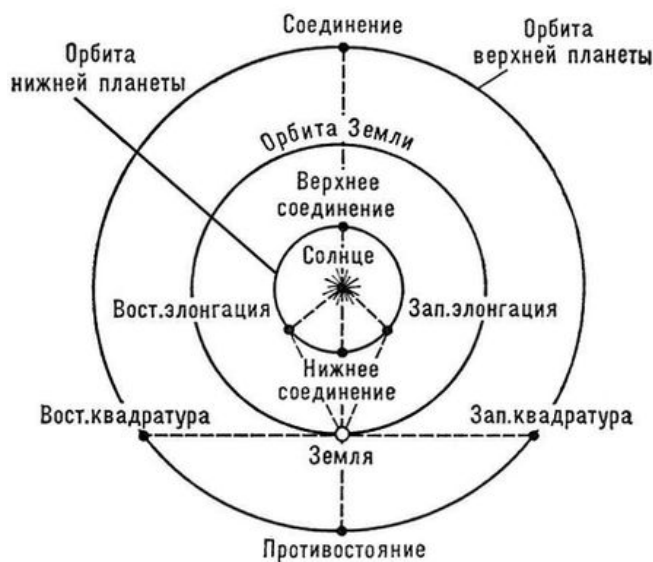 Соединение
Орбита
нижней планеты
Орбита
верхней планеты
Орбита Земли
Верхнее
соединение
Солнце
Вост.элонгация
Зап.элонгация
Нижнее
соединение
Вост.квадратура
Зап.квадратура
Земля
Противостояние